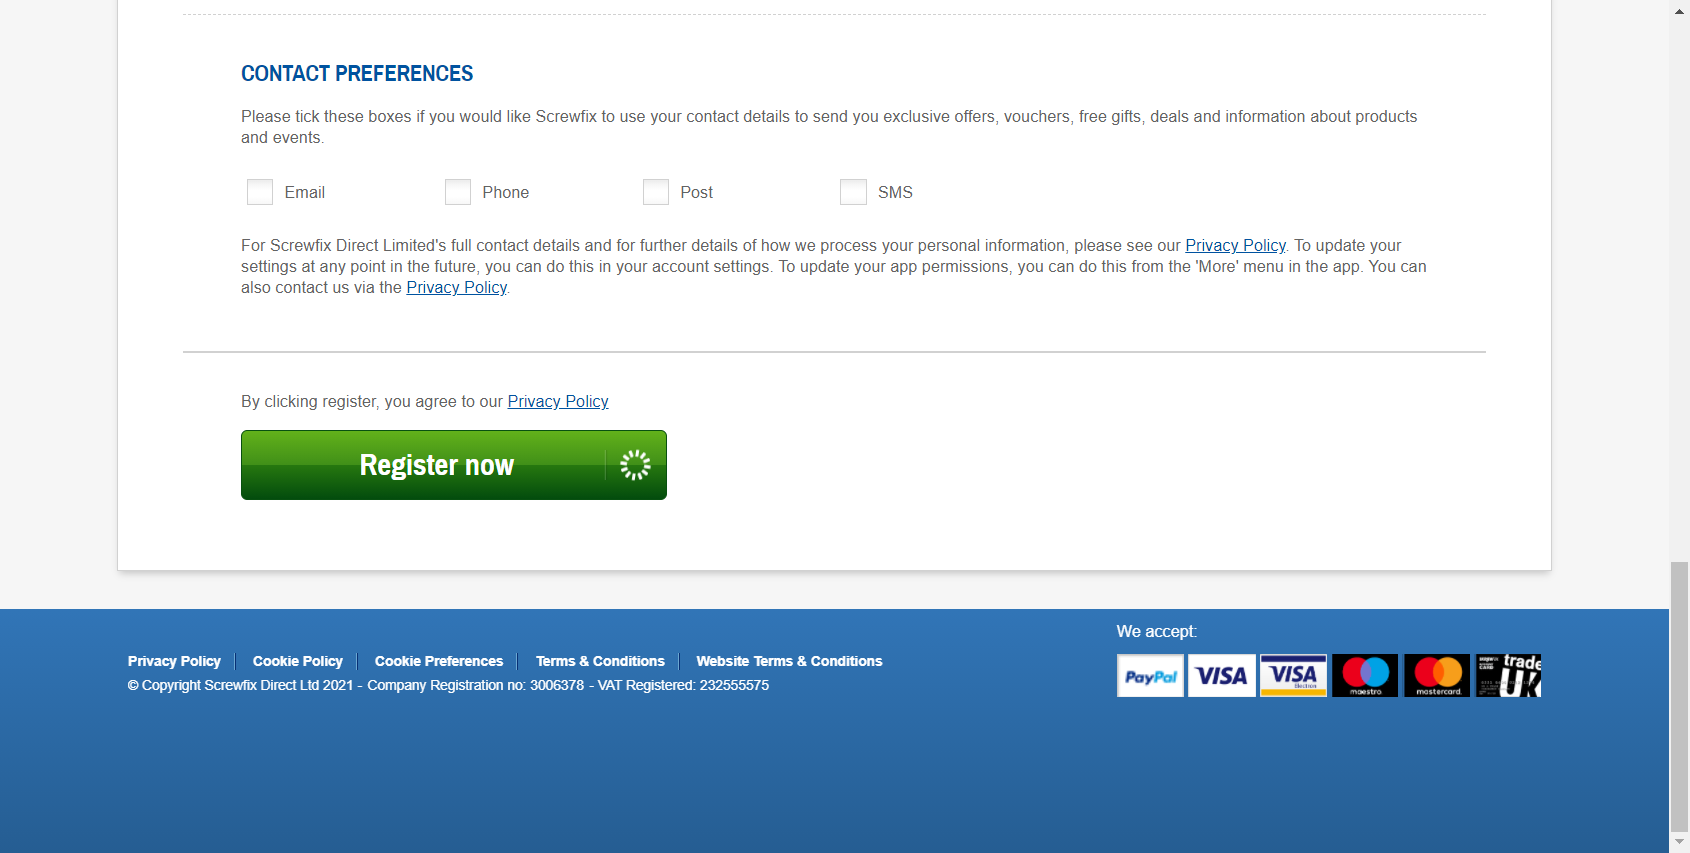 CONTACT PREFERENCES
Please tick these boxes if you would like Screwfix to use your contact details to send you exclusive offers, vouchers, free gifts, deals and information about products
and events.
Email Phone Post SMS
For Screwfix Direct Limited's full contact details and for further details of how we process your personal information, please see our Privacy Policy. To update your
settings at any point in the future, you can do this in your account settings. To update your app permissions, you can do this from the 'More' menu in the app. You can
also contact us via the Privacy Policy.
By clicking register, you agree to our Privacy Policy
Register now
We accept:
Privacy Policy Cookie Policy Cookie Preferences Terms & Conditions Website Terms & Conditions
© Copyright Screwfix Direct Ltd 2021 - Company Registration no: 3006378 - VAT Registered: 232555575
PayPal VISA VISA Electron maestro mastercard. trade UK